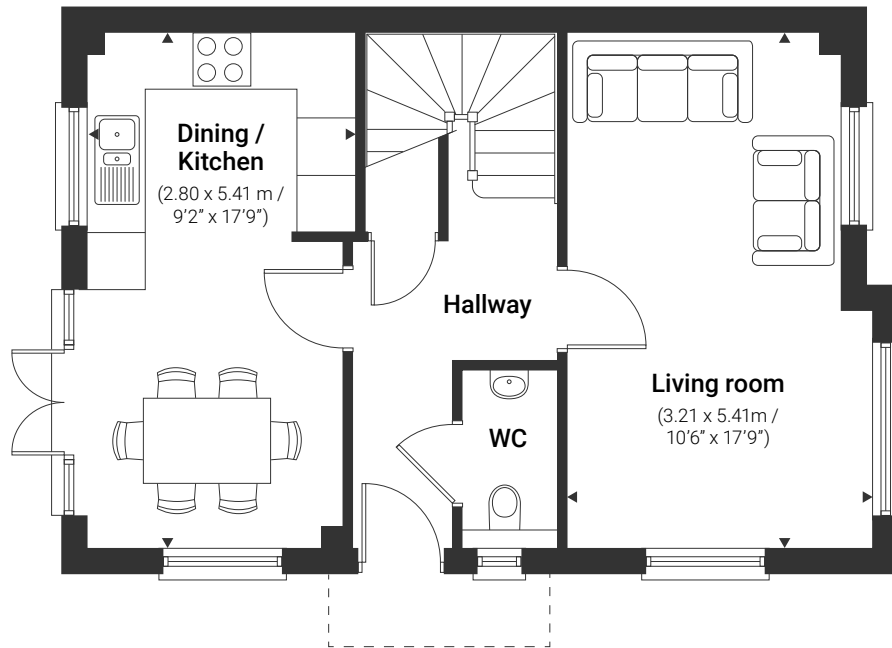 Dining /
Kitchen
(2.80 x 5.41 m /
9’2” x 17’9”)
Hallway
Living room
(3.21 x 5.41m /
10’6” x 17’9”)
WC